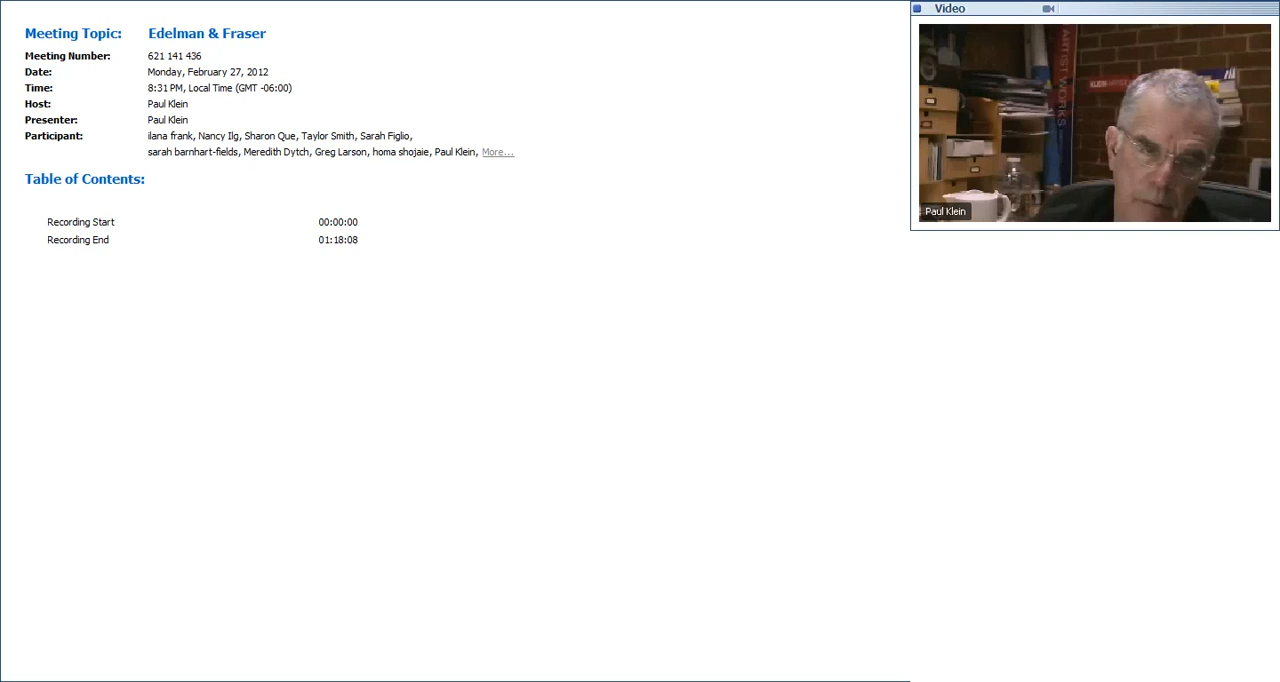 Meeting Topic: Edelman & Fraser
Meeting Number: 621 141 436
Date: Monday, February 27, 2012
Time: 8:31 PM, Local Time (GMT -06:00)
Host: Paul Klein
Presenter: Paul Klein
Participant: ilana frank, Nancy Ilg, Sharon Que, Taylor Smith, Sarah Figlio,
sarah barnhart-fields, Meredith Dytch, Greg Larson, homa shojaie, Paul Klein, More...
Table of Contents:
Recording Start 00:00:00
Recording End 01:18:08
Video
ARTIST WORKS
KLEIN
Paul Klein